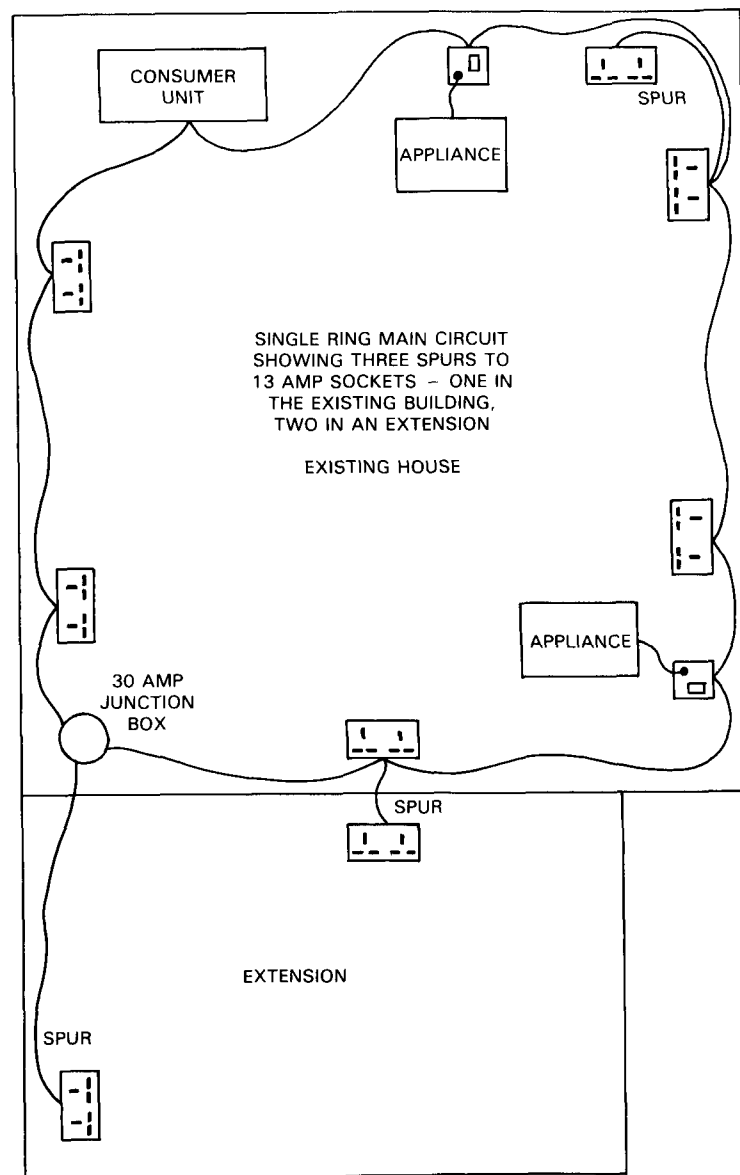 CONSUMER
UNIT
APPLIANCE
SPUR
SINGLE RING MAIN CIRCUIT
SHOWING THREE SPURS TO
13 AMP SOCKETS – ONE IN
THE EXISTING BUILDING,
TWO IN AN EXTENSION
EXISTING HOUSE
APPLIANCE
30 AMP
JUNCTION
BOX
SPUR
EXTENSION
SPUR